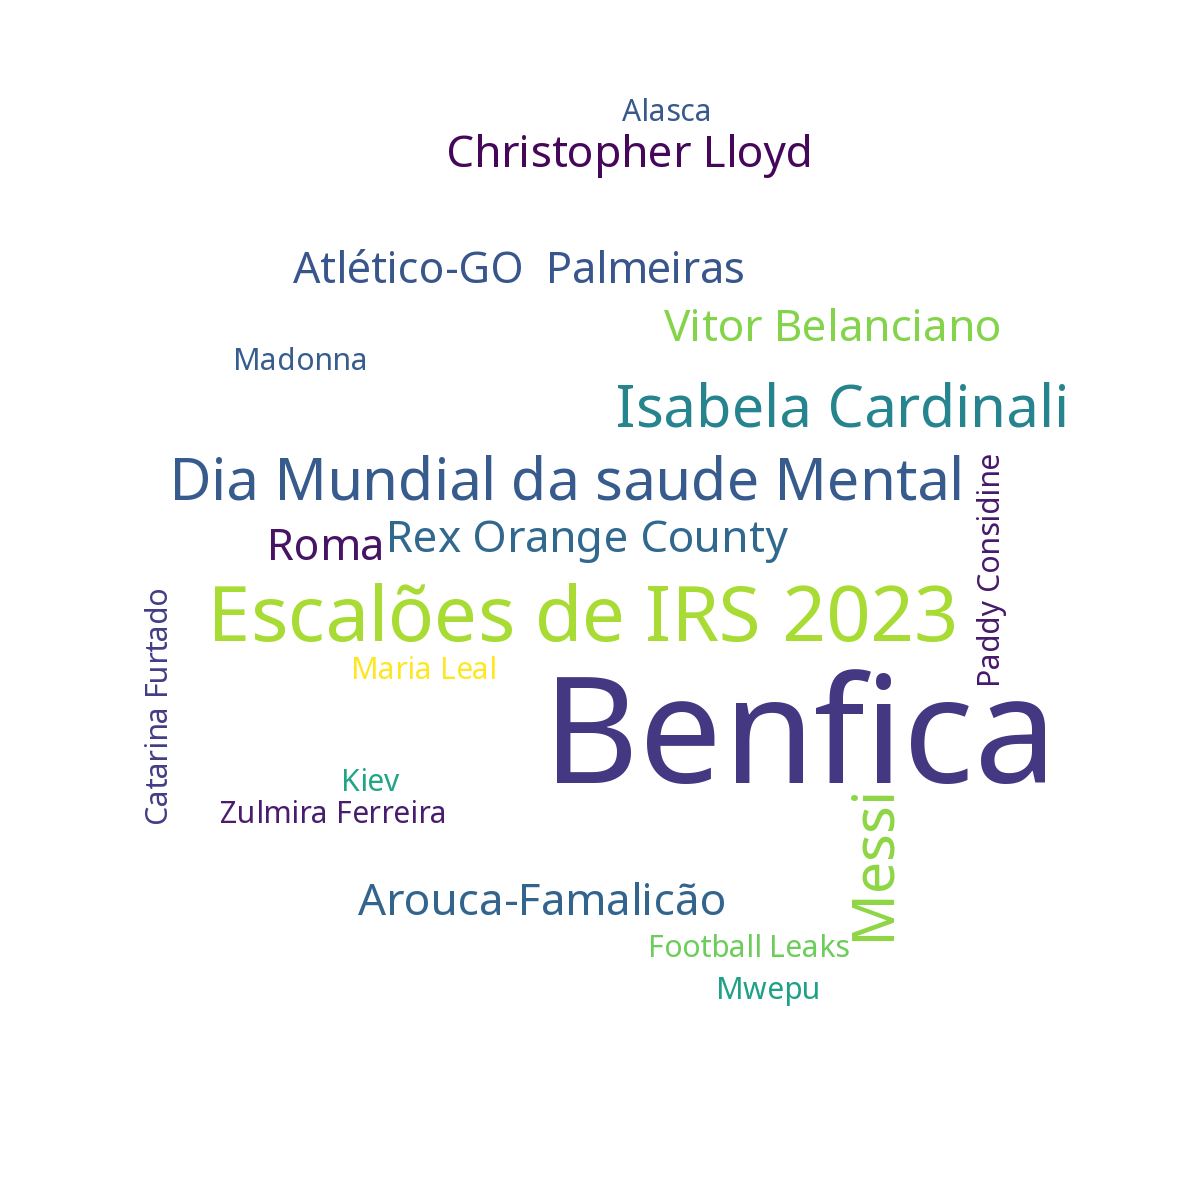 Alasca
Christopher Lloyd
Atlético-GO Palmeiras
Vitor Belanciano
Madonna
Isabela Cardinali
Dia Mundial da saude Mental
Paddy Considine
Rex Orange County
Roma
Escalões de IRS 2023
Catarina Furtado
Maria Leal
Benfica
Kiev
Zulmira Ferreira
Messi
Arouca-Famalicão
Football Leaks
Mwepu